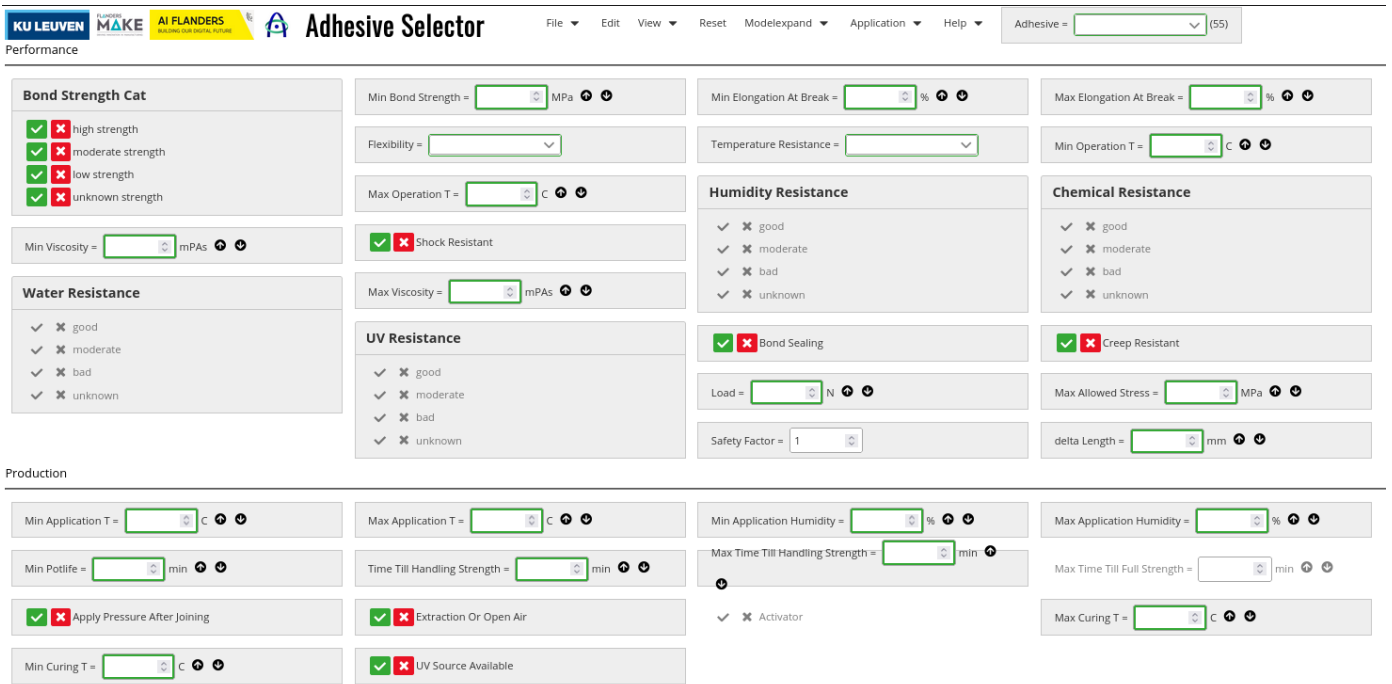 KU LEUVEN FLANDERS MAKE AI FLANDERS BUILDING OUR DIGITAL FUTURE Adhesive Selector File Edit View Reset Modelexpand Application Help Adhesive = (55)
Performance
Bond Strength Cat
high strength
moderate strength
low strength
unknown strength
Min Viscosity = mPAs
Water Resistance
good
moderate
bad
unknown
Min Bond Strength = MPa
Flexibility =
Max Operation T = C
Shock Resistant
Max Viscosity = mPAs
UV Resistance
good
moderate
bad
unknown
Min Elongation At Break = %
Temperature Resistance =
Humidity Resistance
good
moderate
bad
unknown
Bond Sealing
Load = N
Safety Factor = 1
Max Elongation At Break = %
Min Operation T = C
Chemical Resistance
good
moderate
bad
unknown
Creep Resistant
Max Allowed Stress = MPa
delta Length = mm
Production
Min Application T = C
Max Application T = C
Min Application Humidity = %
Max Application Humidity = %
Min Potlife = min
Time Till Handling Strength = min
Max Time Till Handling Strength = min
Max Time Till Full Strength = min
Apply Pressure After Joining
Extraction Or Open Air
Activator
Max Curing T = C
Min Curing T = C
UV Source Available